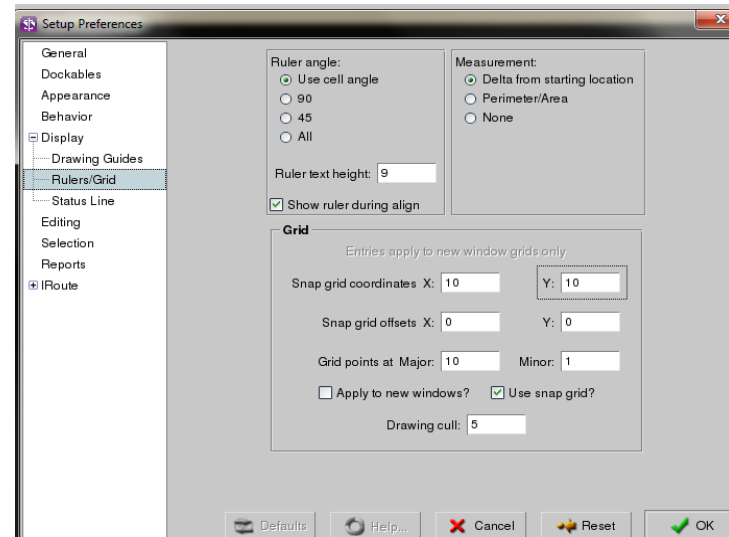 Setup Preferences
General
Dockables
Appearance
Behavior
Display
Drawing Guides
Rulers/Grid
Status Line
Editing
Selection
Reports
IRoute
Ruler angle:
Use cell angle
90
45
All
Ruler text height: 9
Show ruler during align
Measurement:
Delta from starting location
Perimeter/Area
None
Grid
Entries apply to new window grids only
Snap grid coordinates X: 10 Y: 10
Snap grid offsets X: 0 Y: 0
Grid points at Major: 10 Minor: 1
Apply to new windows? Use snap grid?
Drawing cull: 5
Defaults Help... Cancel Reset OK